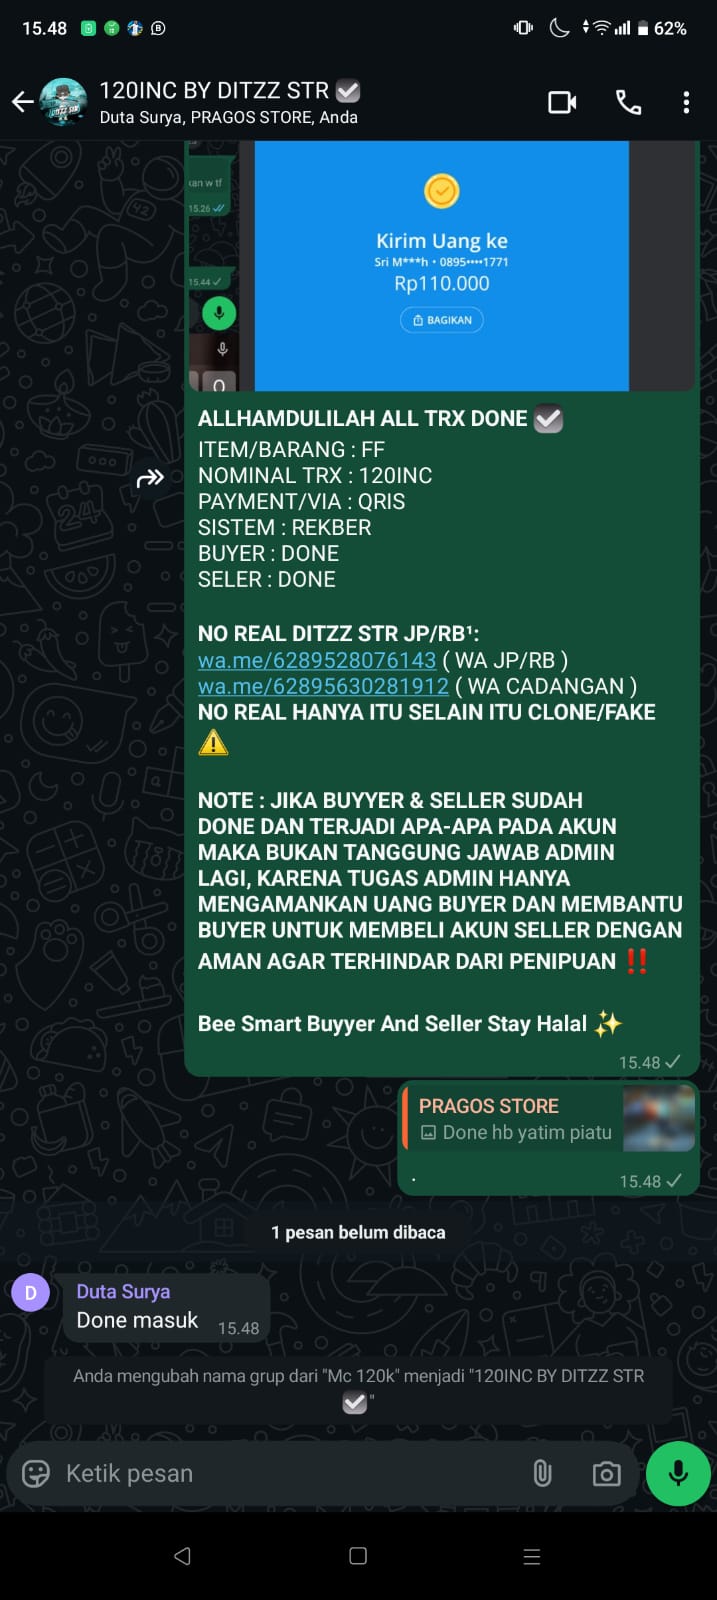 15.48
62%
120INC BY DITZZ STR ☑
Duta Surya, PRAGOS STORE, Anda
kan w tf
15.26
15.44
Kirim Uang ke
Sri M***h • 0895••••1771
Rp110.000
BAGIKAN
ALLHAMDULILAH ALL TRX DONE ☑
ITEM/BARANG : FF
NOMINAL TRX : 120INC
PAYMENT/VIA : QRIS
SISTEM : REKBER
BUYER : DONE
SELER : DONE
NO REAL DITZZ STR JP/RB¹:
wa.me/6289528076143 ( WA JP/RB )
wa.me/62895630281912 ( WA CADANGAN )
NO REAL HANYA ITU SELAIN ITU CLONE/FAKE
⚠️
NOTE : JIKA BUYYER & SELLER SUDAH
DONE DAN TERJADI APA-APA PADA AKUN
MAKA BUKAN TANGGUNG JAWAB ADMIN
LAGI, KARENA TUGAS ADMIN HANYA
MENGAMANKAN UANG BUYER DAN MEMBANTU
BUYER UNTUK MEMBELI AKUN SELLER DENGAN
AMAN AGAR TERHINDAR DARI PENIPUAN ‼️
Bee Smart Buyyer And Seller Stay Halal ✨
15.48
PRAGOS STORE
Done hb yatim piatu
.
15.48
1 pesan belum dibaca
D
Duta Surya
Done masuk
15.48
Anda mengubah nama grup dari "Mc 120k" menjadi "120INC BY DITZZ STR
☑"
Ketik pesan